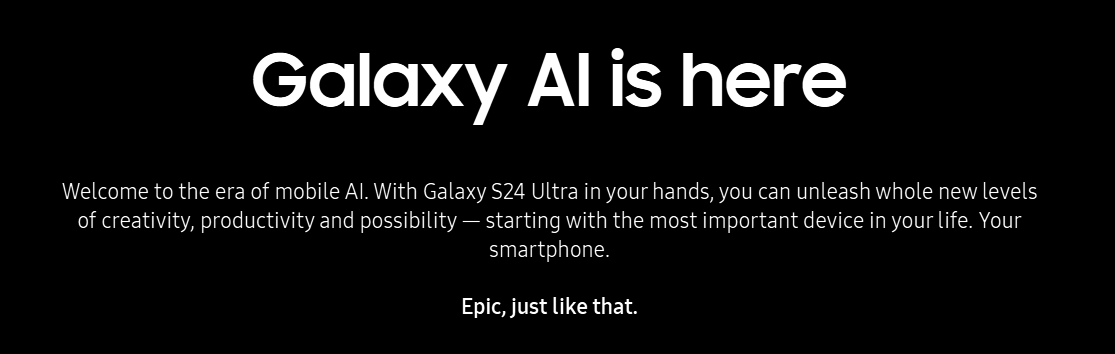 Galaxy AI is here
Welcome to the era of mobile AI. With Galaxy S24 Ultra in your hands, you can unleash whole new levels
of creativity, productivity and possibility — starting with the most important device in your life. Your
smartphone.
Epic, just like that.